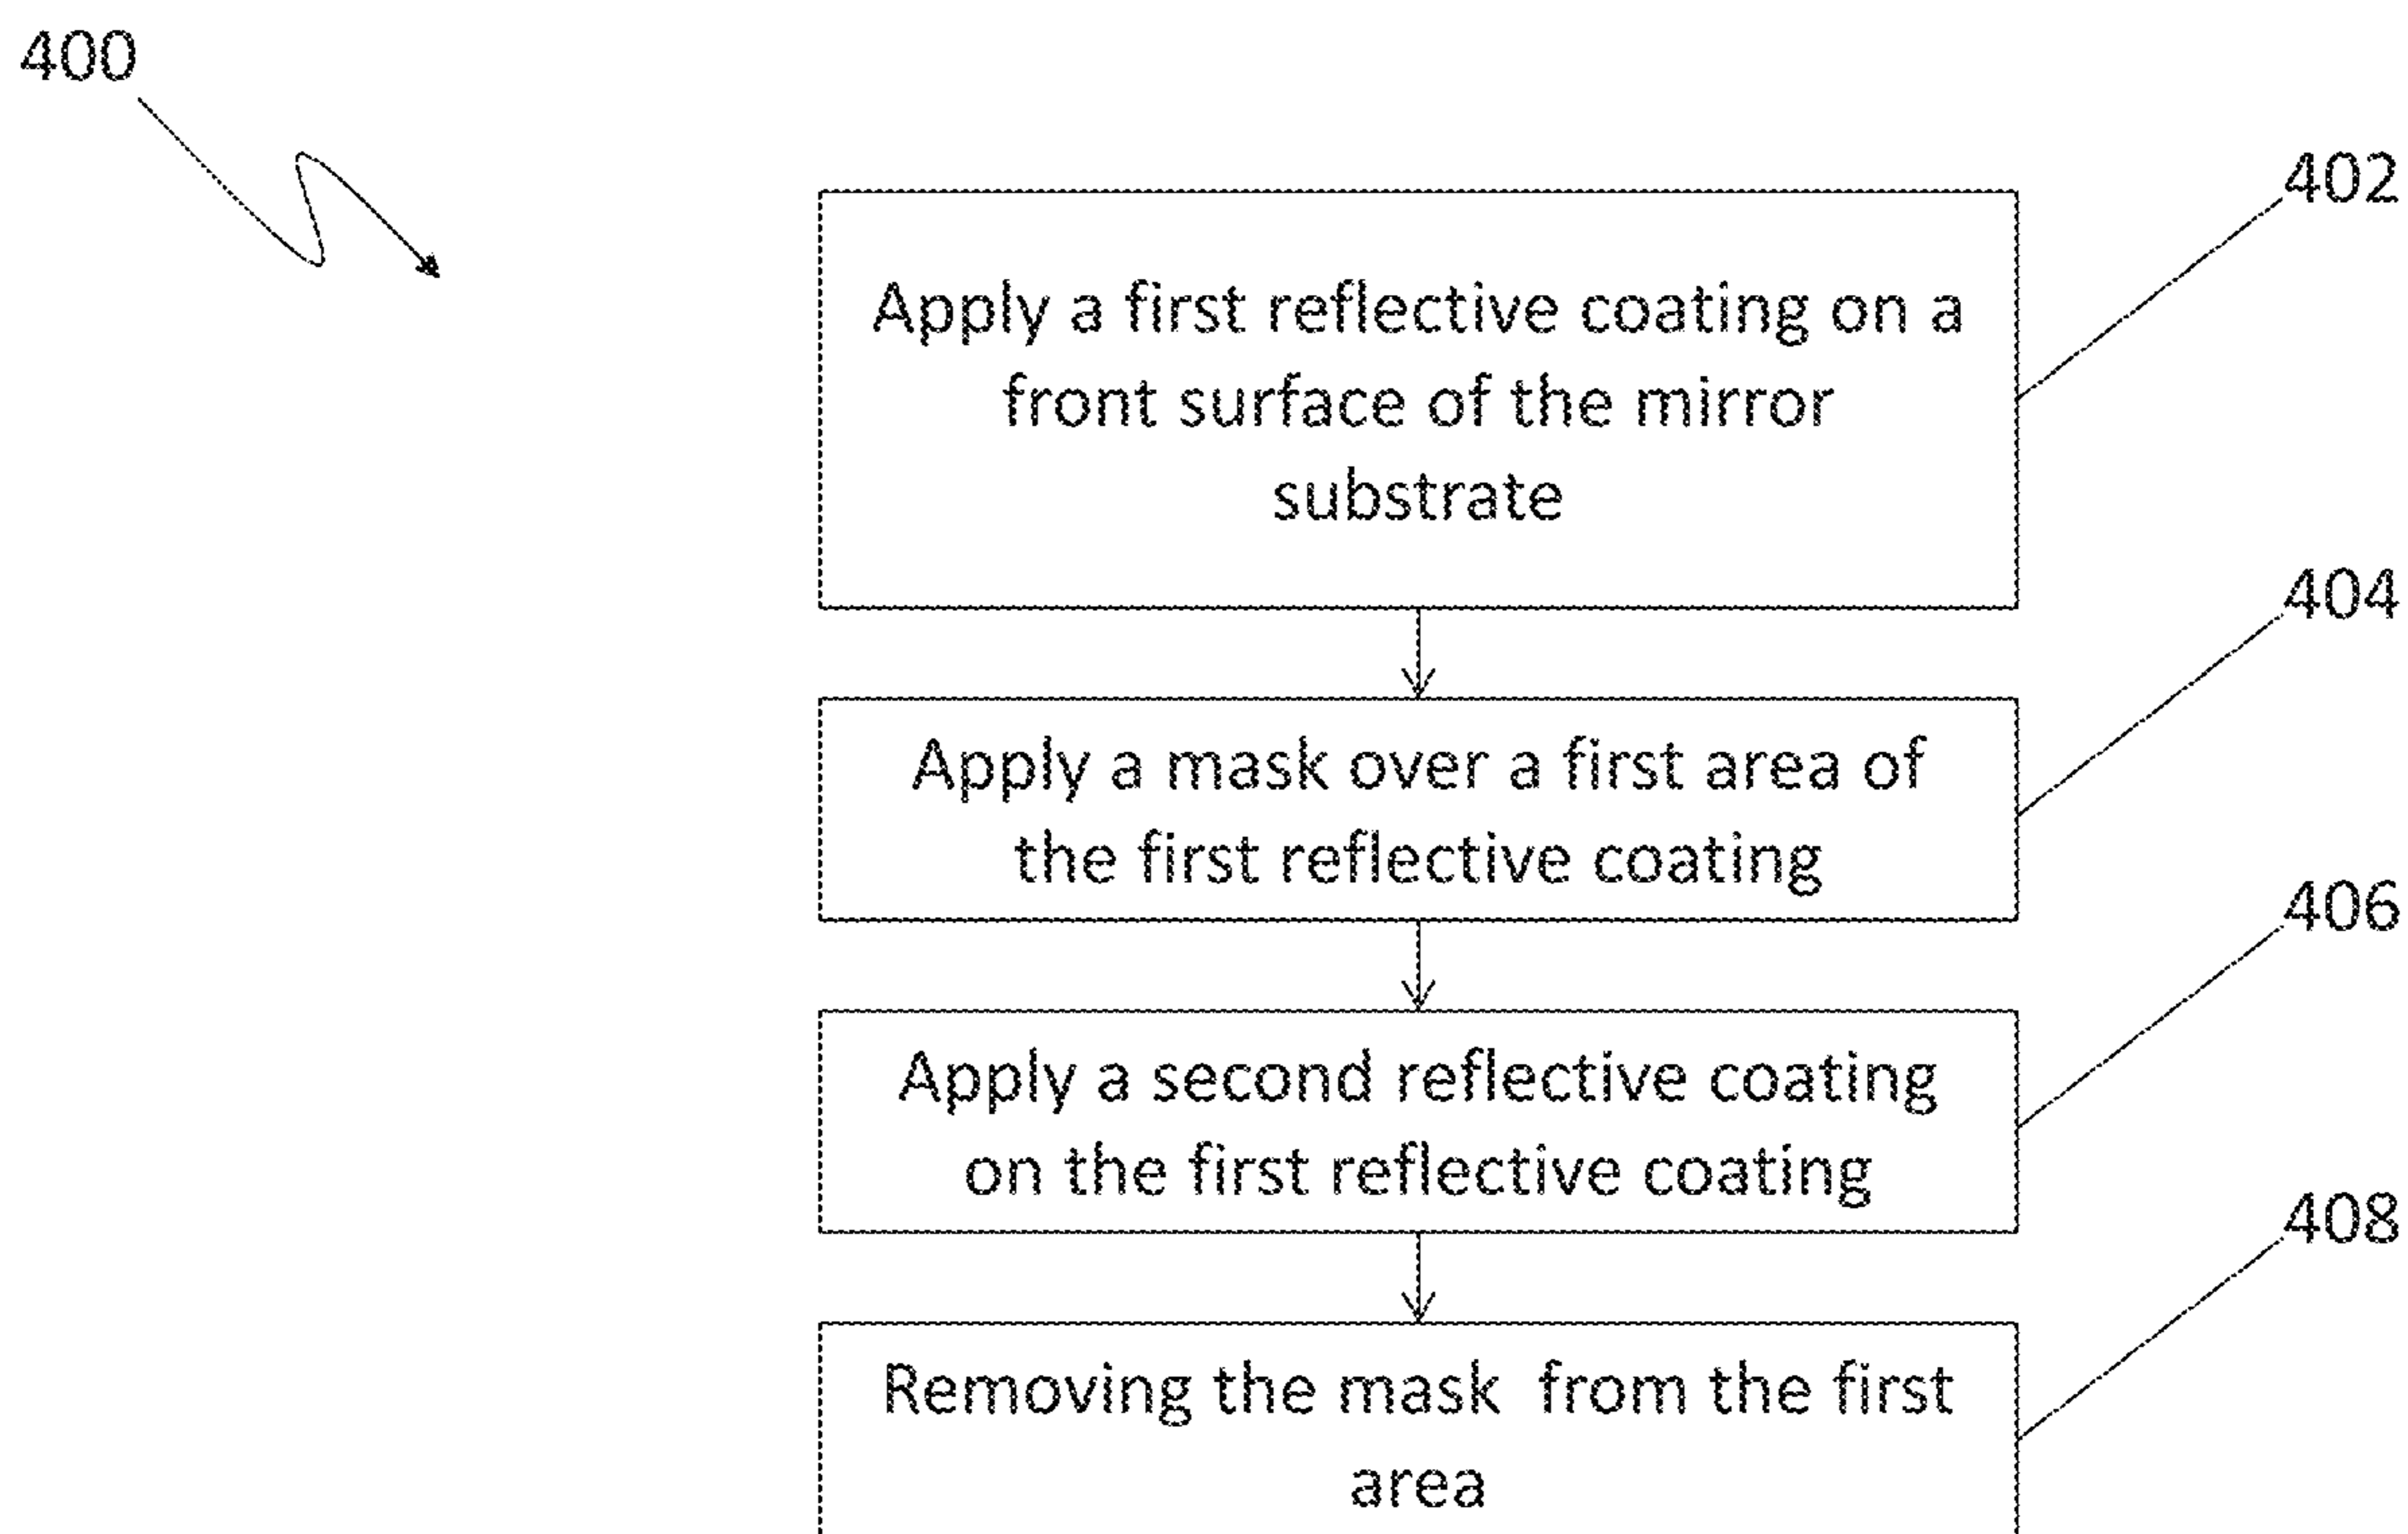 400
402
Apply a first reflective coating on a
front surface of the mirror
substrate
404
Apply a mask over a first area of
the first reflective coating
406
Apply a second reflective coating
on the first reflective coating
408
Removing the mask  from the first
area